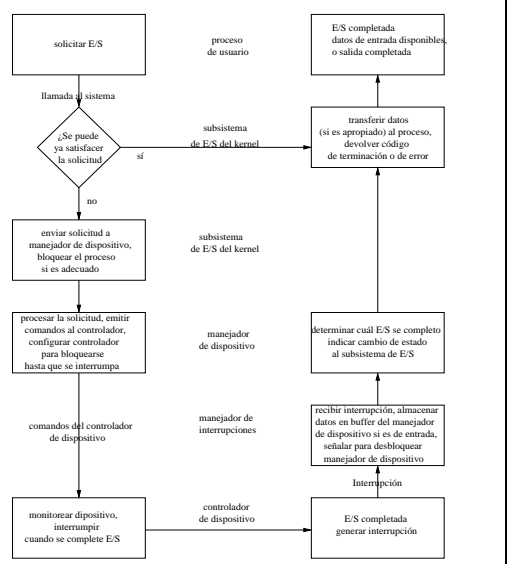 solicitar E/S
proceso
de usuario
E/S completada
datos de entrada disponibles,
o salida completada
llamada al sistema
¿Se puede
ya satisfacer
la solicitud
sí
no
subsistema
de E/S del kernel
transferir datos
(si es apropiado) al proceso,
devolver código
de terminación o de error
enviar solicitud a
manejador de dispositivo,
bloquear el proceso
si es adecuado
subsistema
de E/S del kernel
procesar la solicitud, emitir
comandos al controlador,
configurar controlador
para bloquearse
hasta que se interrumpa
manejador
de dispositivo
determinar cuál E/S se completo
indicar cambio de estado
al subsistema de E/S
comandos del controlador
de dispositivo
manejador de
interrupciones
recibir interrupción, almacenar
datos en buffer del manejador
de dispositivo si es de entrada,
señalar para desbloquear
manejador de dispositivo
Interrupción
monitorear dipositivo,
interrumpir
cuando se complete E/S
controlador
de dispositivo
E/S completada
generar interrupción